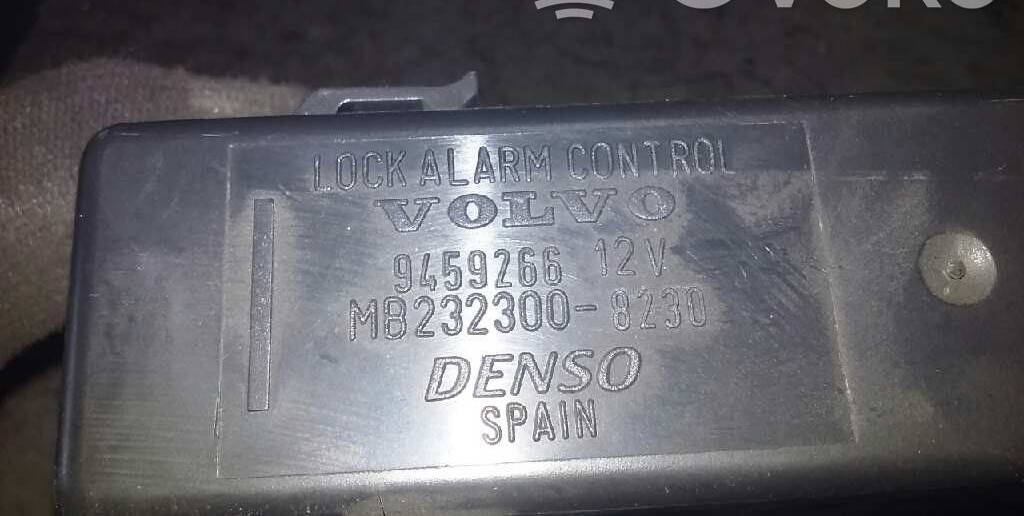 LOCK ALARM CONTROL
VOLVO
9459266 12V
MB232300-8230
DENSO
SPAIN